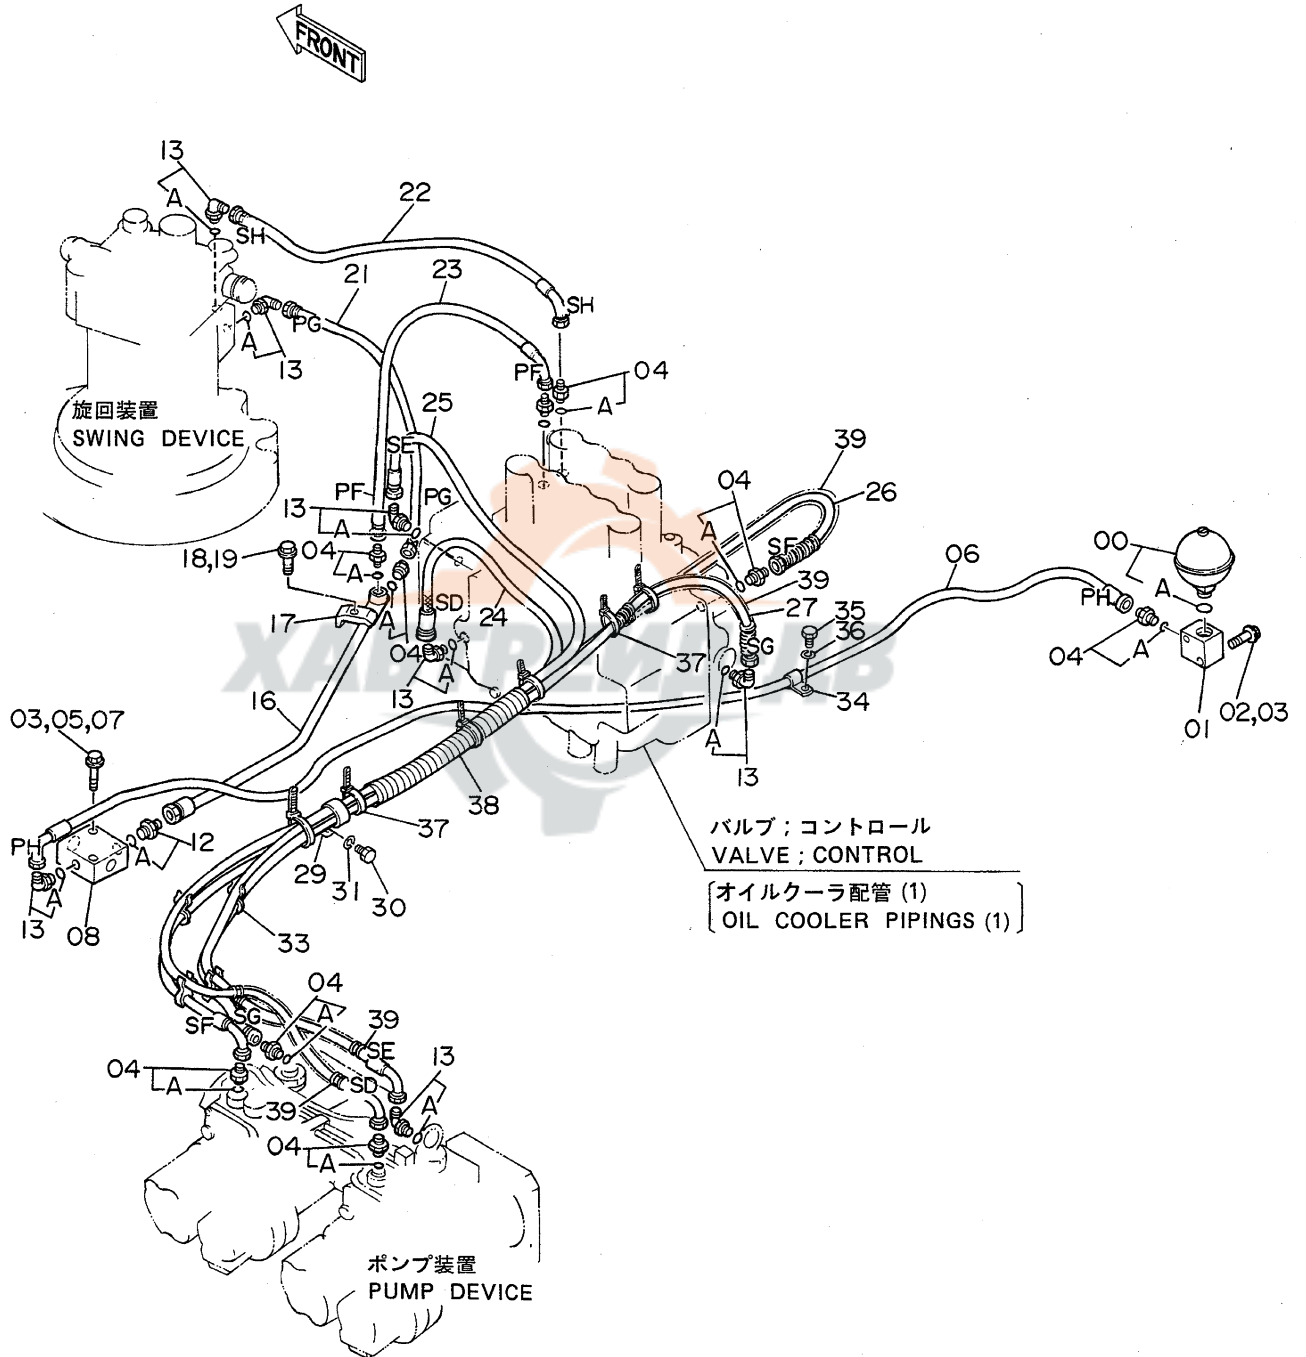 FRONT
13
A
22
SH
21
23
SH
PG
A
13
PF
04
A
旋回装置
SWING DEVICE
25
SE
39
PF
PG
04
26
13
A
A
SF
00
18,19
04
06
A
39
A
SD
24
PH
27
35
17
A
36
SG
04
04
A
37
13
A
34
16
01
02,03
03,05,07
A
13
38
バルブ ; コントロール
VALVE ; CONTROL
PH
12
37
A
29
オイルクーラ配管 (1)
OIL COOLER PIPINGS (1)
A
31
30
13
08
33
04
SG
A
SF
39
SE
13
04
A
SD
A
39
04
A
ポンプ装置
PUMP DEVICE